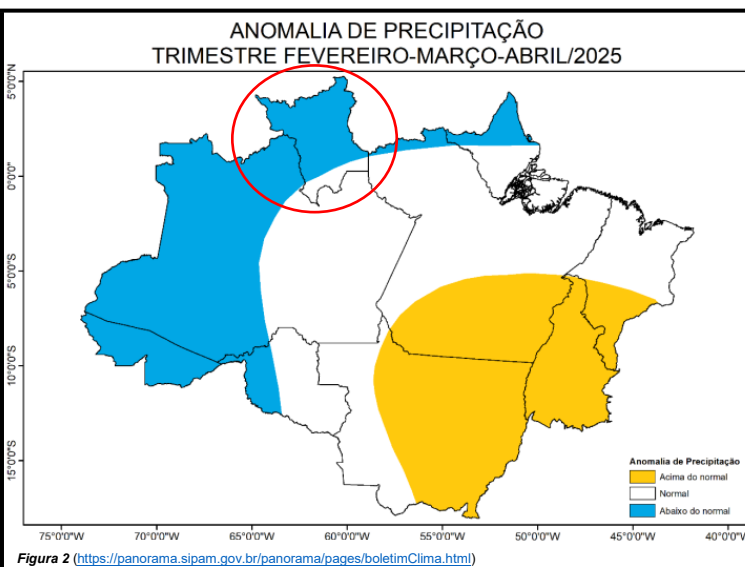 ANOMALIA DE PRECIPITAÇÃO
TRIMESTRE FEVEREIRO-MARÇO-ABRIL/2025
5°0'0"N
0°0'0"
5°0'0"S
10°0'0"S
15°0'0"S
Anomalia de Precipitação
Acima do normal
Normal
Abaixo do normal
75°0'0"W 70°0'0"W 65°0'0"W 60°0'0"W 55°0'0"W 50°0'0"W 45°0'0"W 40°0'0"W
Figura 2 (https://panorama.sipam.gov.br/panorama/pages/boletimClima.html)